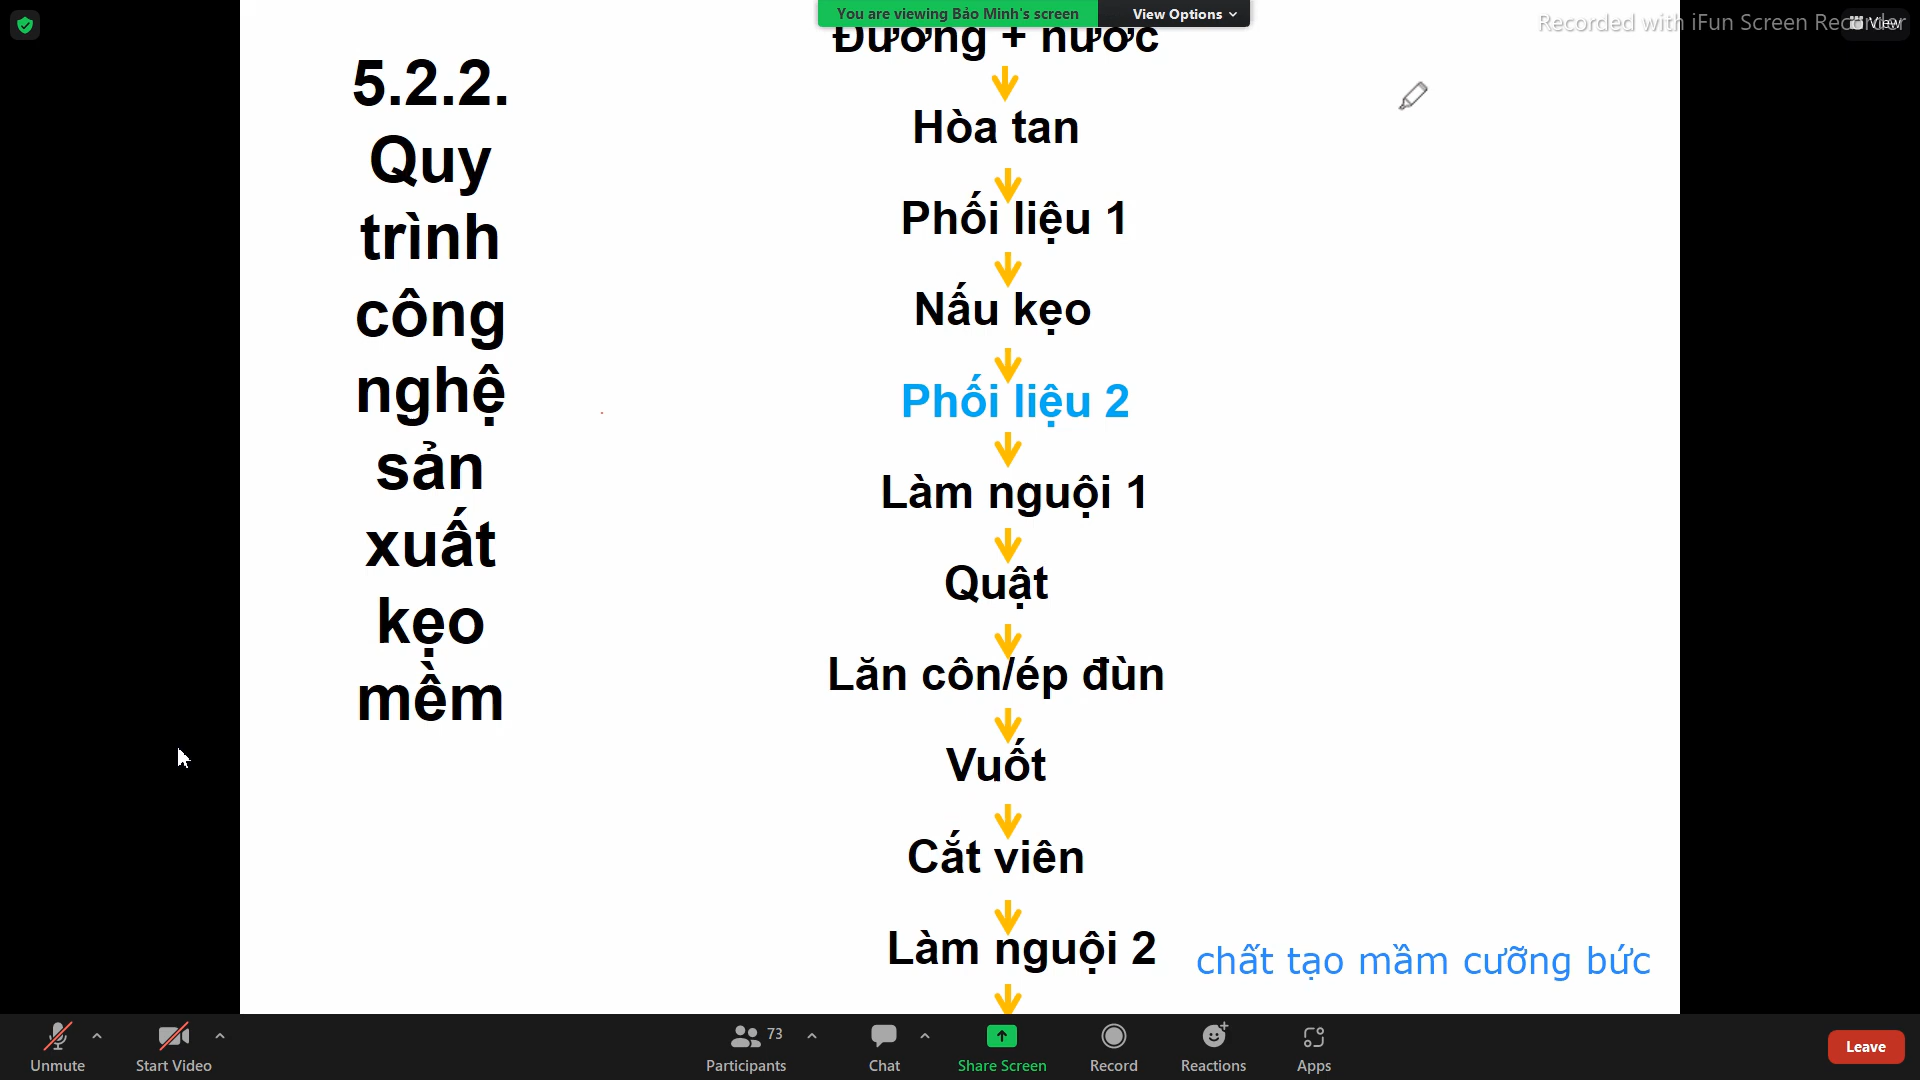 You are viewing Bảo Minh's screen
View Options
Recorded with iFun Screen Recorder
View
5.2.2.
Quy
trình
công
nghệ
sản
xuất
kẹo
mềm
Đường + nước
Hòa tan
Phối liệu 1
Nấu kẹo
Phối liệu 2
Làm nguội 1
Quật
Lăn côn/ép đùn
Vuốt
Cắt viên
Làm nguội 2
chất tạo mầm cưỡng bức
Unmute
Start Video
73
Participants
Chat
Share Screen
Record
Reactions
Apps
Leave